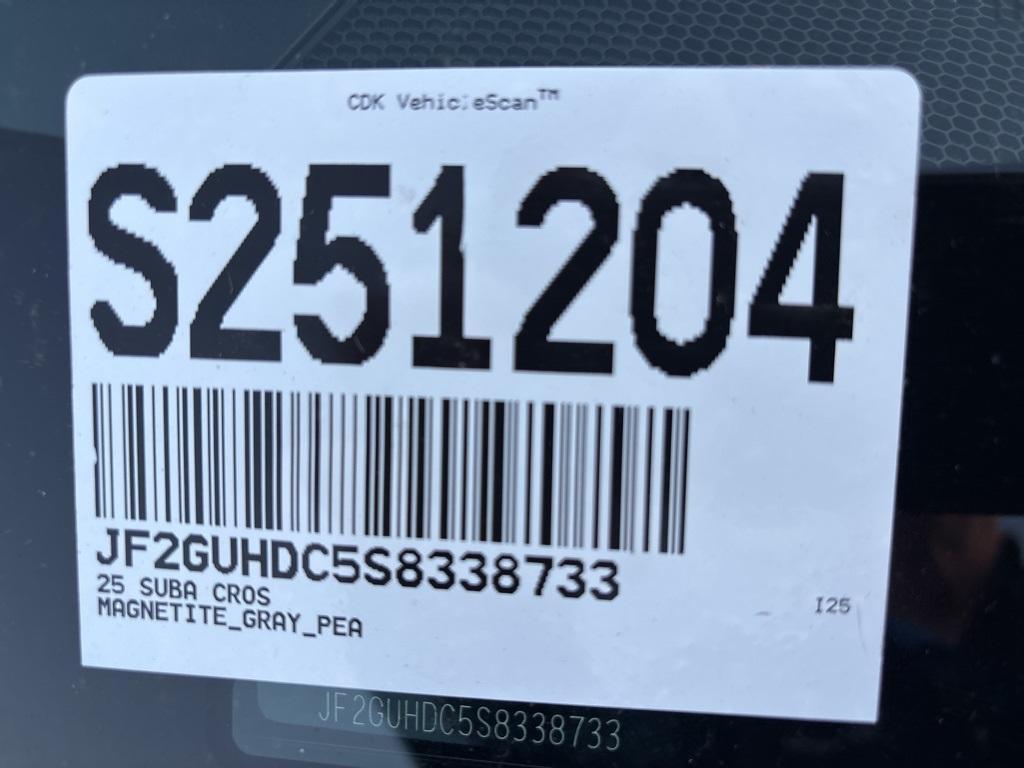 CDK VehicleScan™
S251204
JF2GUHDC5S8338733
25 SUBA CROS
MAGNETITE_GRAY_PEA
I25
JF2GUHDC5S8338733